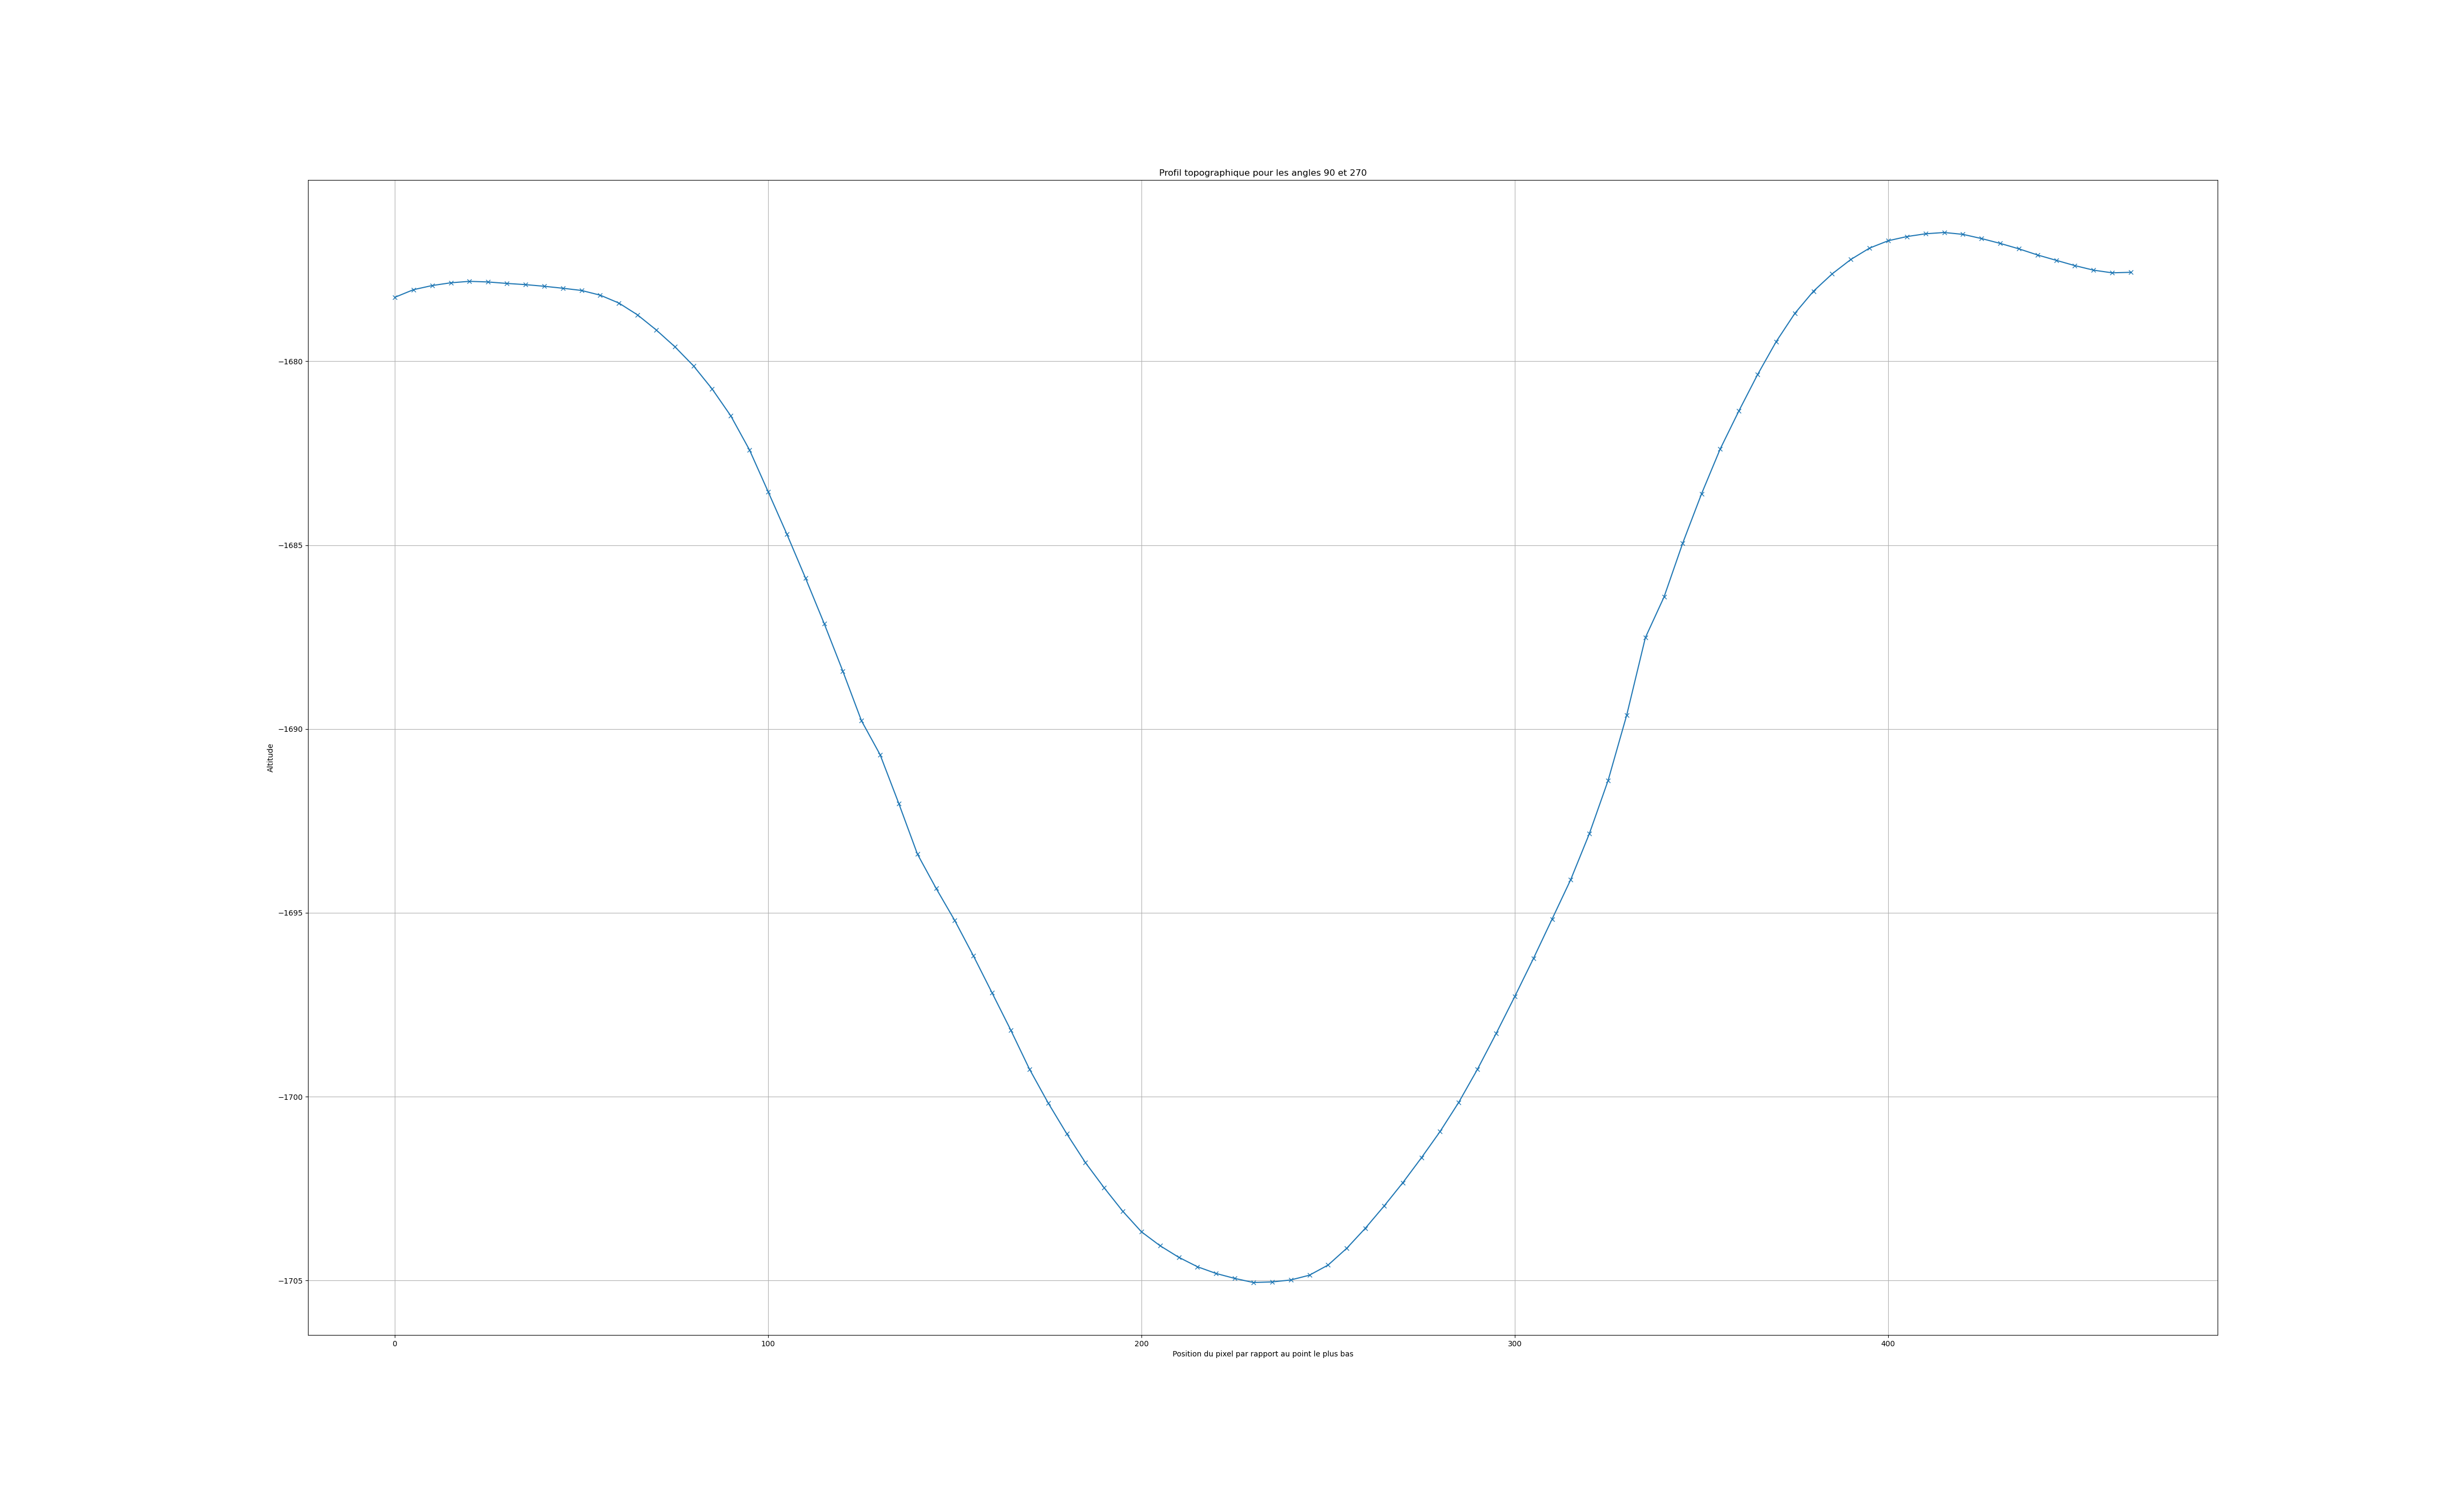 Profil topographique pour les angles 90 et 270
−1680
−1685
−1690
Altitude
−1695
−1700
−1705
0 100 200 300 400
Position du pixel par rapport au point le plus bas